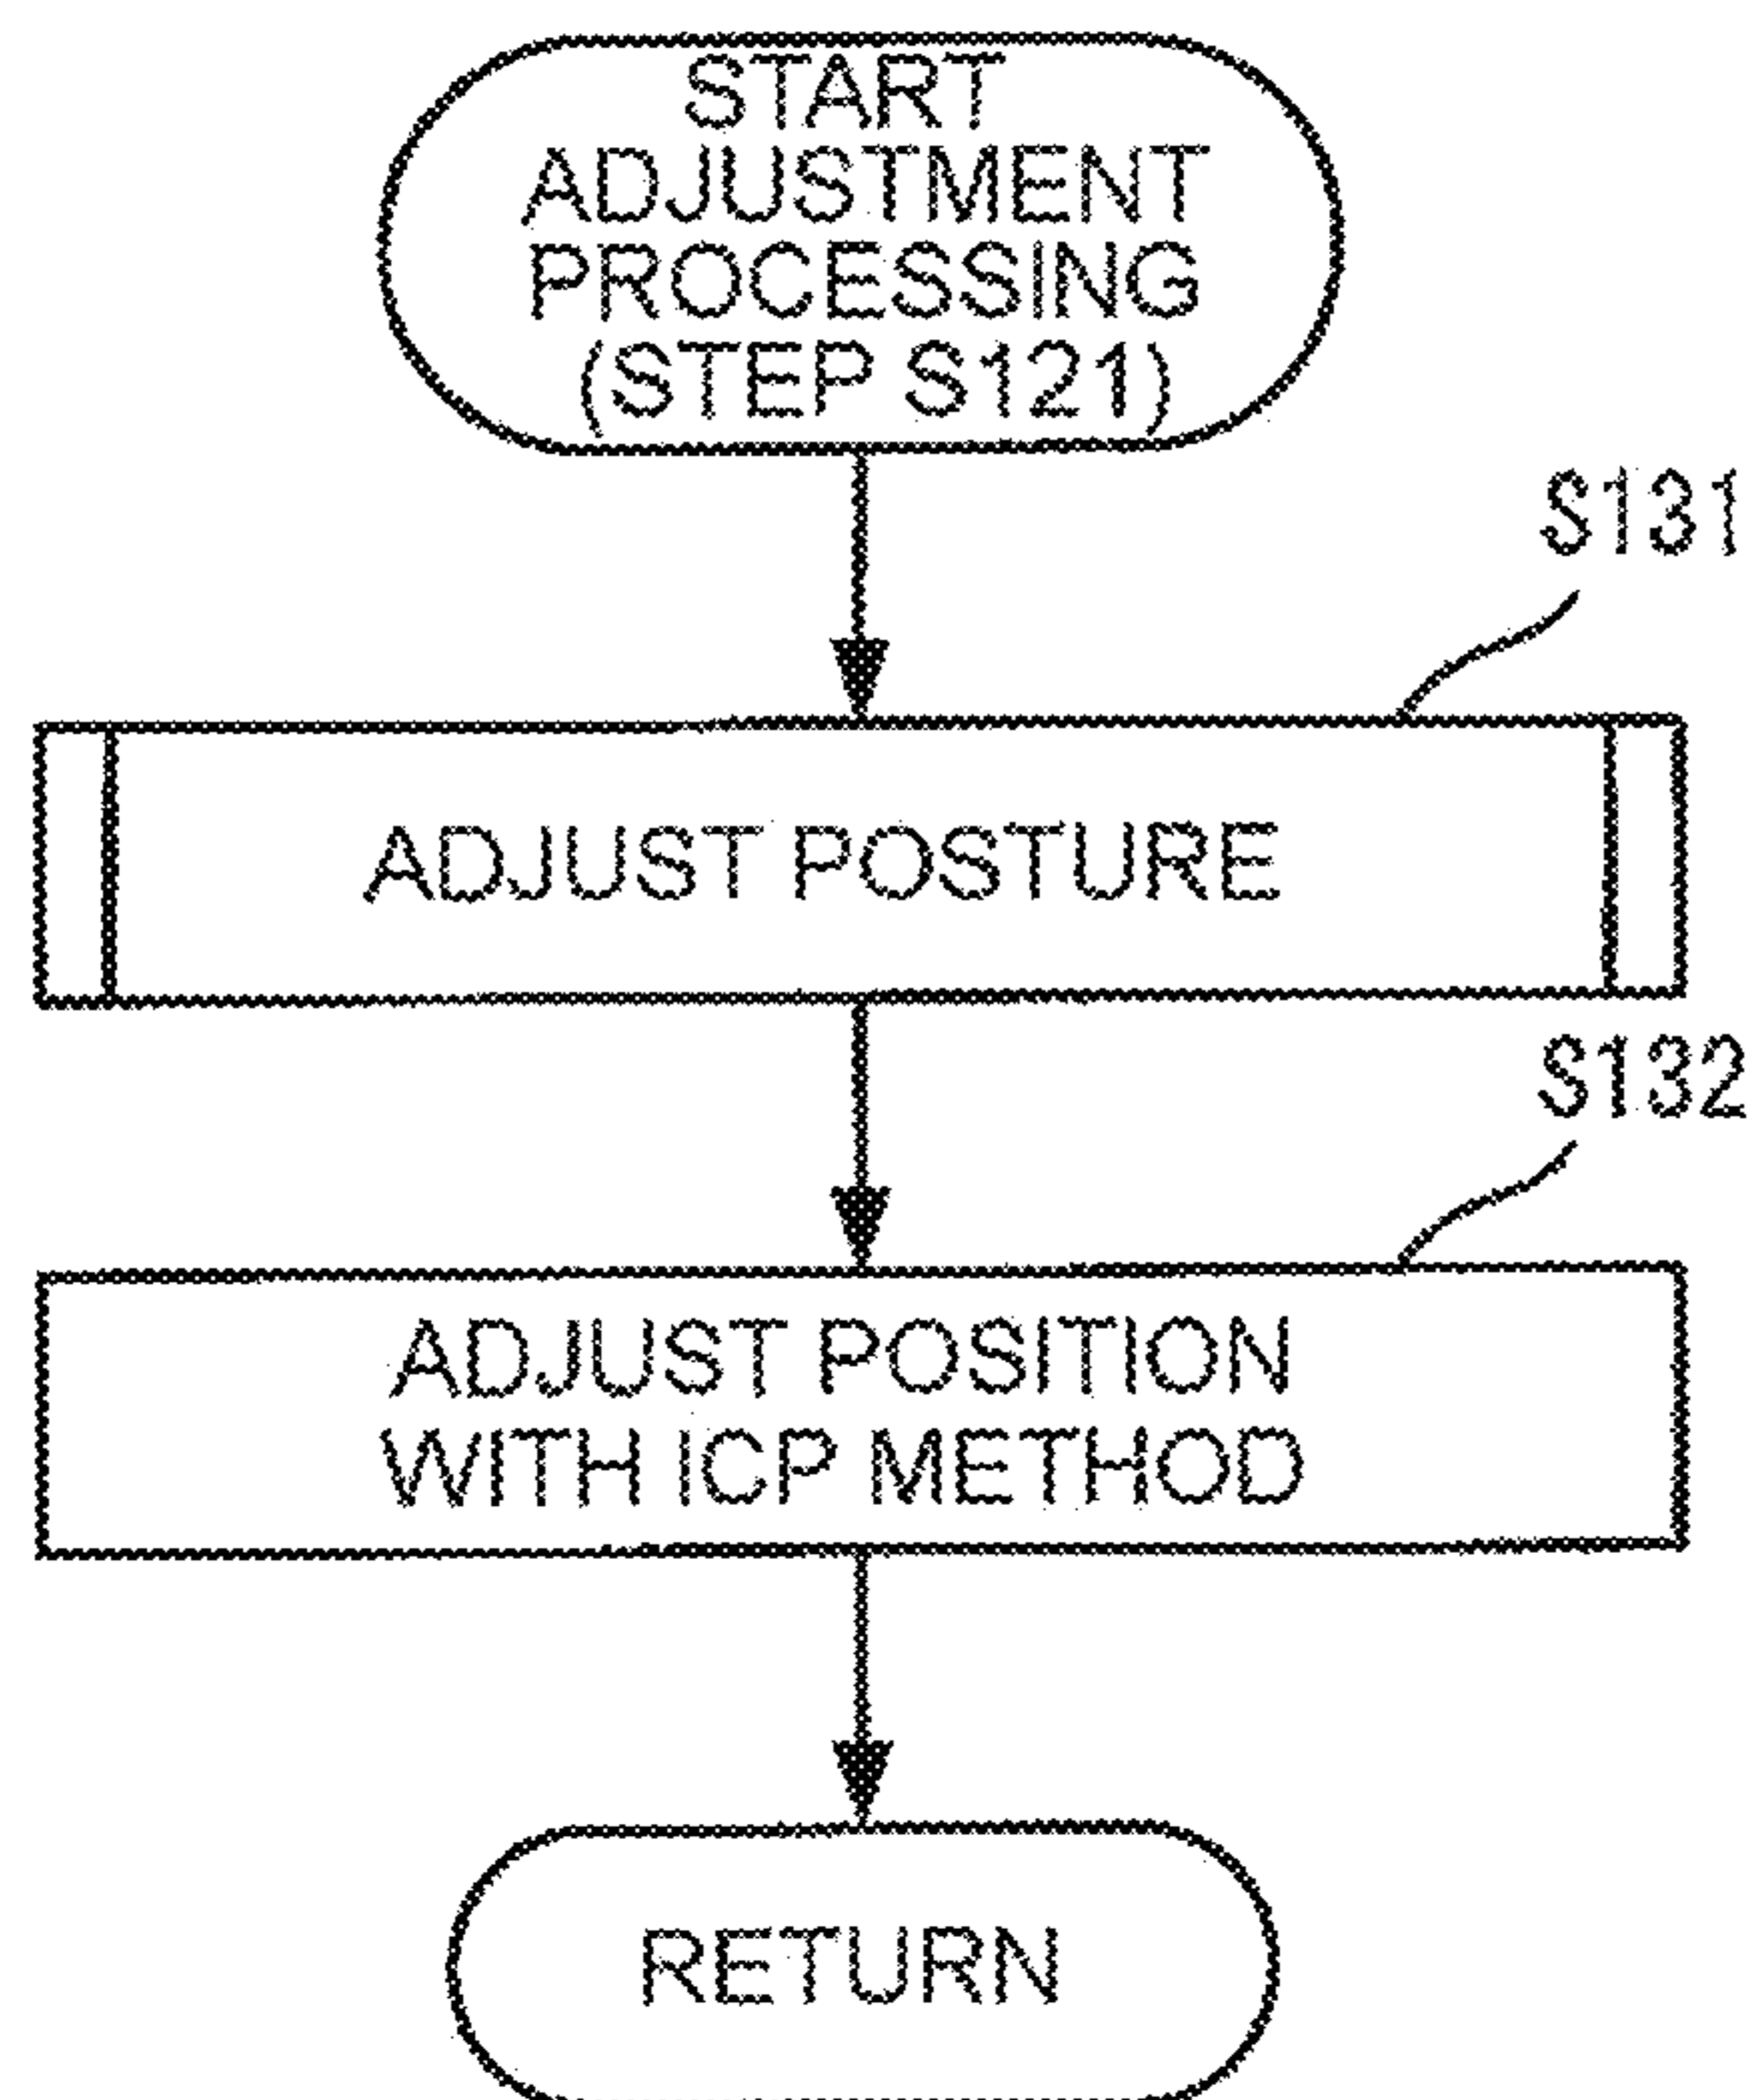 START
ADJUSTMENT
PROCESSING
(STEP S121)
S131
ADJUST POSTURE
S132
ADJUST POSITION
WITH ICP METHOD
RETURN